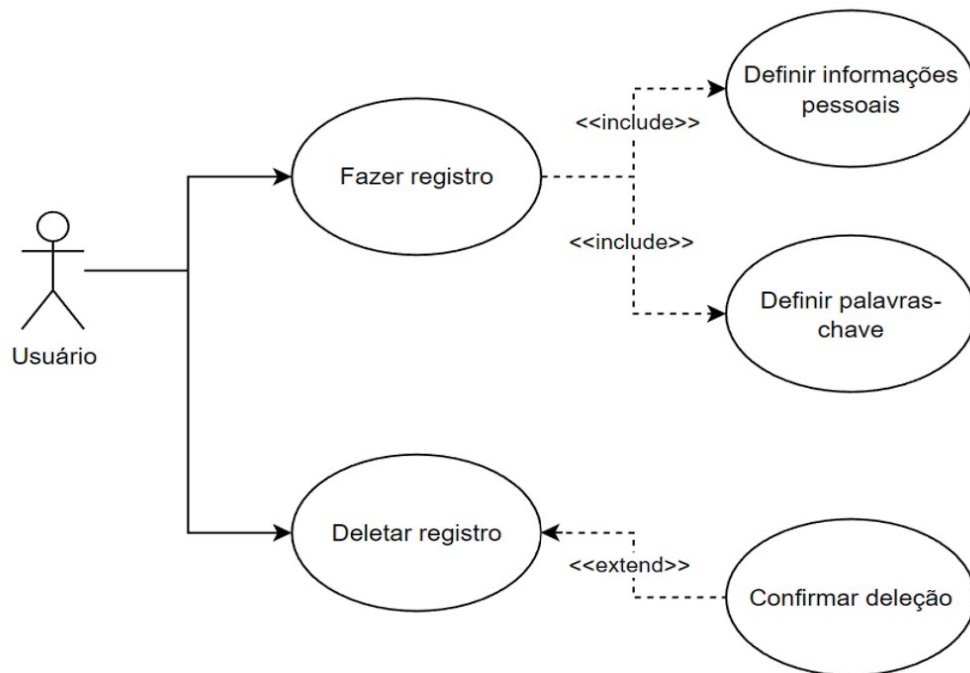 Definir informações
pessoais
<<include>>
Fazer registro
<<include>>
Definir palavras-
chave
Usuário
Deletar registro
<<extend>>
Confirmar deleção